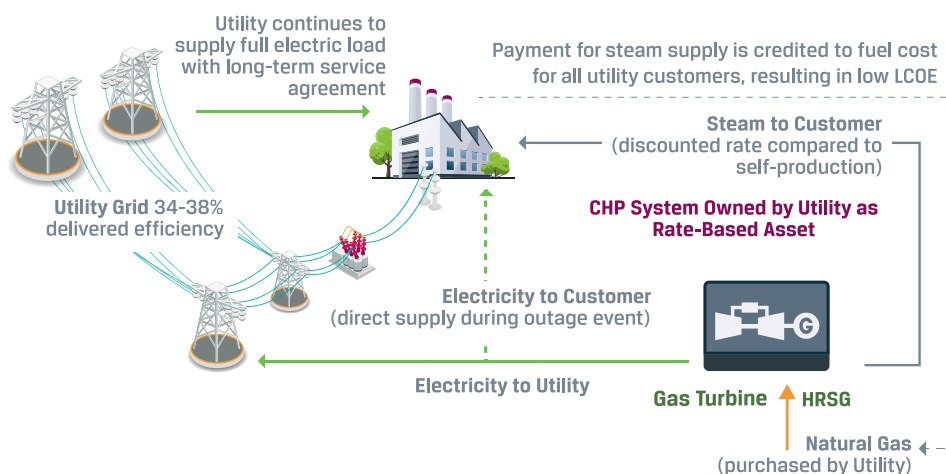 Utility continues to
supply full electric load
with long-term service
agreement
Payment for steam supply is credited to fuel cost
for all utility customers, resulting in low LCOE
Steam to Customer
(discounted rate compared to
self-production)
Utility Grid 34-38%
delivered efficiency
CHP System Owned by Utility as
Rate-Based Asset
Electricity to Customer
(direct supply during outage event)
G
Electricity to Utility
Gas Turbine
HRSG
Natural Gas
(purchased by Utility)